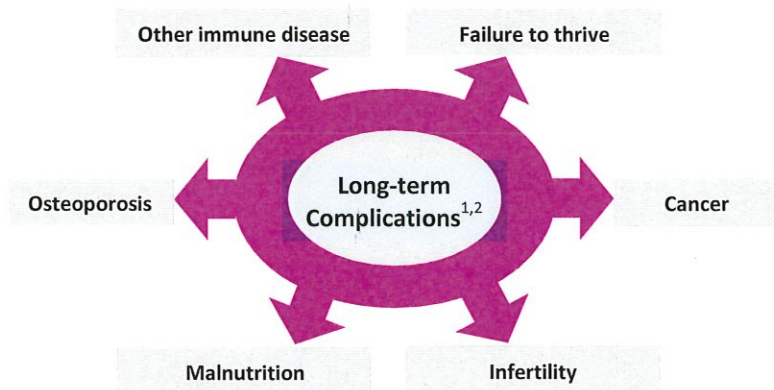 Other immune disease
Failure to thrive
Osteoporosis
Long-term
Complications1,2
Cancer
Malnutrition
Infertility